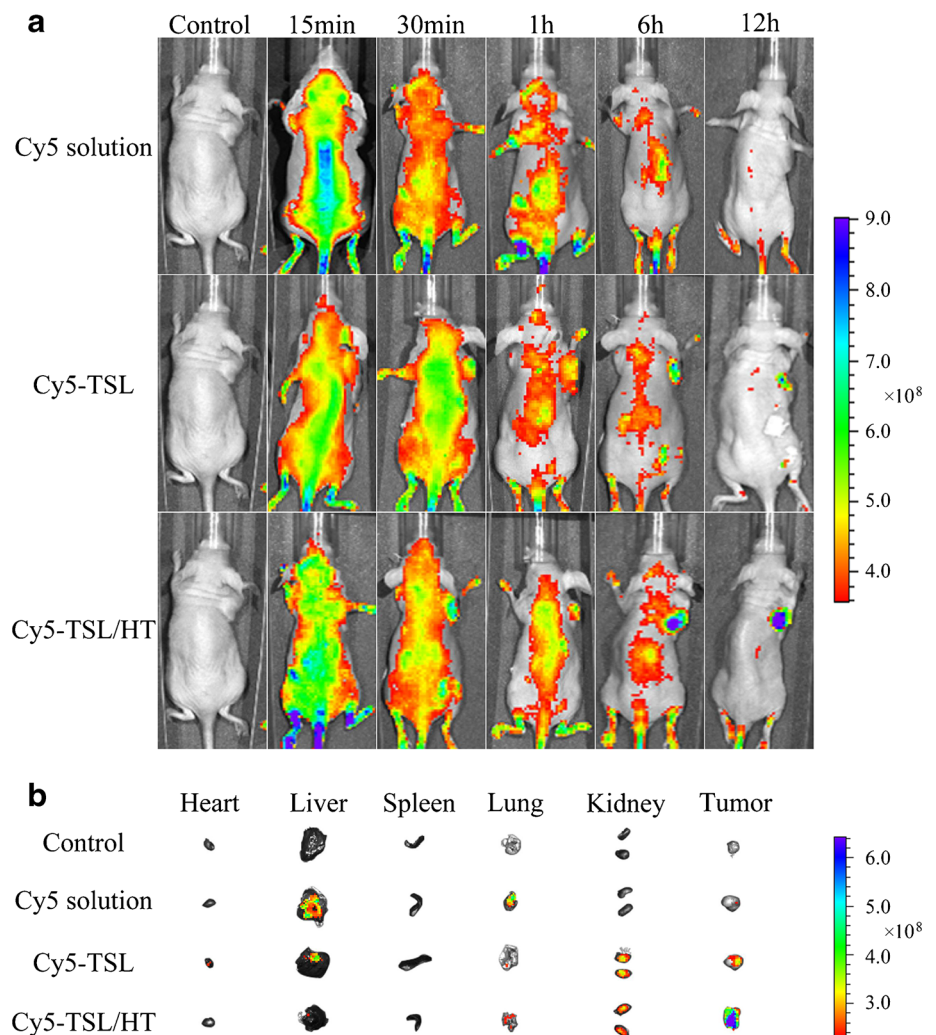 a
Control 15min 30min 1h 6h 12h
Cy5 solution
Cy5-TSL
Cy5-TSL/HT
9.0
8.0
7.0
×10⁸
6.0
5.0
4.0
b
Heart Liver Spleen Lung Kidney Tumor
Control
Cy5 solution
Cy5-TSL
Cy5-TSL/HT
6.0
5.0
×10⁸
4.0
3.0